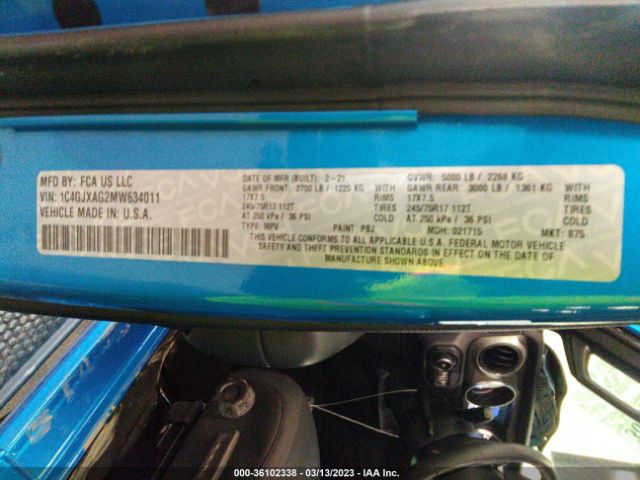 MFD BY: FCA US LLC
VIN: 1C4GJXAG2MW634011
VEHICLE MADE IN U.S.A.
DATE OF MFR (BUILT): 2-21 GVWR: 5000 LB / 2268 KG
GAWR FRONT: 2700 LB / 1225 KG WITH GAWR REAR: 3000 LB / 1361 KG WITH
17X7.5 RIMS 17X7.5 RIMS
245/75R17 112T TIRES 245/75R17 112T TIRES
AT 250 kPa / 36 PSI COLD AT 250 kPa / 36 PSI COLD
TYPE: MPV PAINT: PBJ MDH: 021715 MKT: 875
THIS VEHICLE CONFORMS TO ALL APPLICABLE U.S.A. FEDERAL MOTOR VEHICLE
SAFETY AND THEFT PREVENTION STANDARDS IN EFFECT ON THE DATE OF
MANUFACTURE SHOWN ABOVE
000-36102338 - 03/13/2023 - IAA Inc.